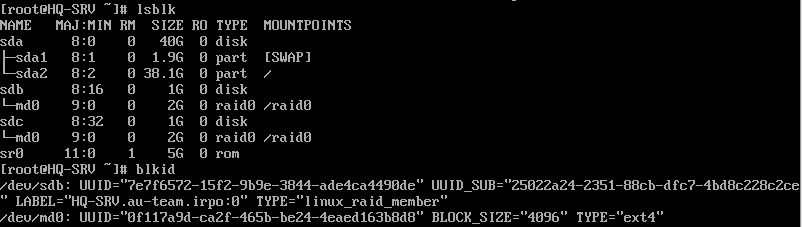 [root@HQ-SRV ~]# lsblk
NAME   MAJ:MIN RM  SIZE RO TYPE  MOUNTPOINTS
sda      8:0    0   40G  0 disk
├─sda1   8:1    0  1.9G  0 part  [SWAP]
└─sda2   8:2    0 38.1G  0 part  /
sdb      8:16   0    1G  0 disk
└─md0    9:0    0    2G  0 raid0 /raid0
sdc      8:32   0    1G  0 disk
└─md0    9:0    0    2G  0 raid0 /raid0
sr0     11:0    1    5G  0 rom
[root@HQ-SRV ~]# blkid
/dev/sdb: UUID="7e7f6572-15f2-9b9e-3844-ade4ca4490de" UUID_SUB="25022a24-2351-88cb-dfc7-4bd8c228c2ce
" LABEL="HQ-SRV.au-team.irpo:0" TYPE="linux_raid_member"
/dev/md0: UUID="0f117a9d-ca2f-465b-be24-4eaed163b8d8" BLOCK_SIZE="4096" TYPE="ext4"